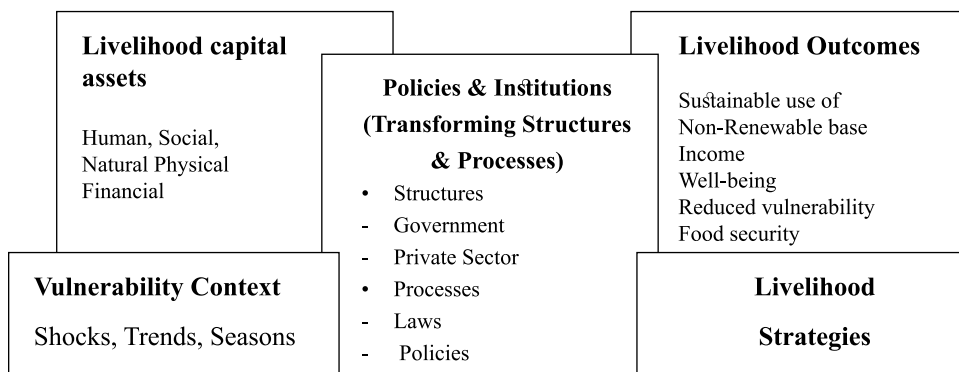 Livelihood capital
assets
Human, Social,
Natural Physical
Financial
Vulnerability Context
Shocks, Trends, Seasons
Policies & Institutions
(Transforming Structures
& Processes)
• Structures
- Government
- Private Sector
• Processes
- Laws
- Policies
Livelihood Outcomes
Sustainable use of
Non-Renewable base
Income
Well-being
Reduced vulnerability
Food security
Livelihood
Strategies